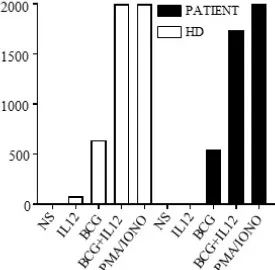 2000
1500
1000
500
0
PATIENT
HD
NS
IL12
BCG
BCG+IL12
PMA/IONO
NS
IL12
BCG
BCG+IL12
PMA/IONO